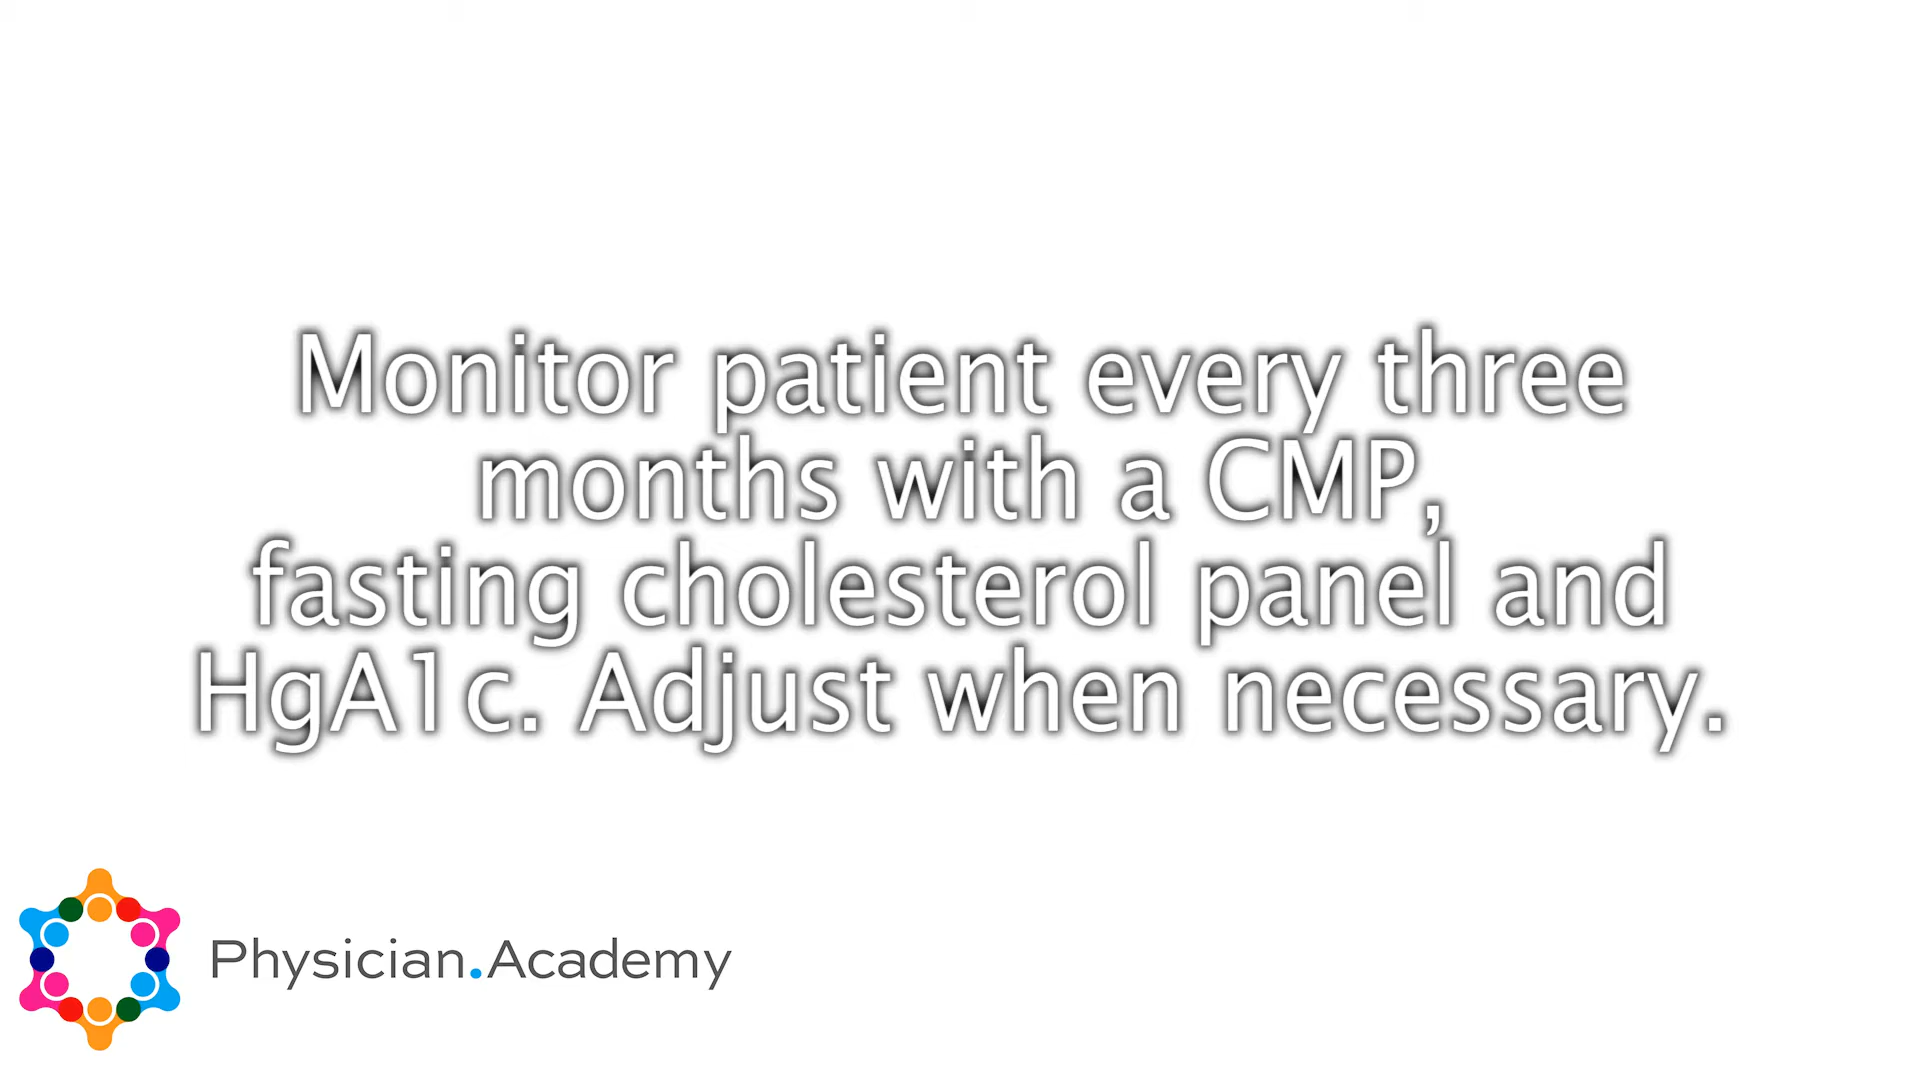 Monitor patient every three
months with a CMP,
fasting cholesterol panel and
HgA1c. Adjust when necessary.
Physician.Academy